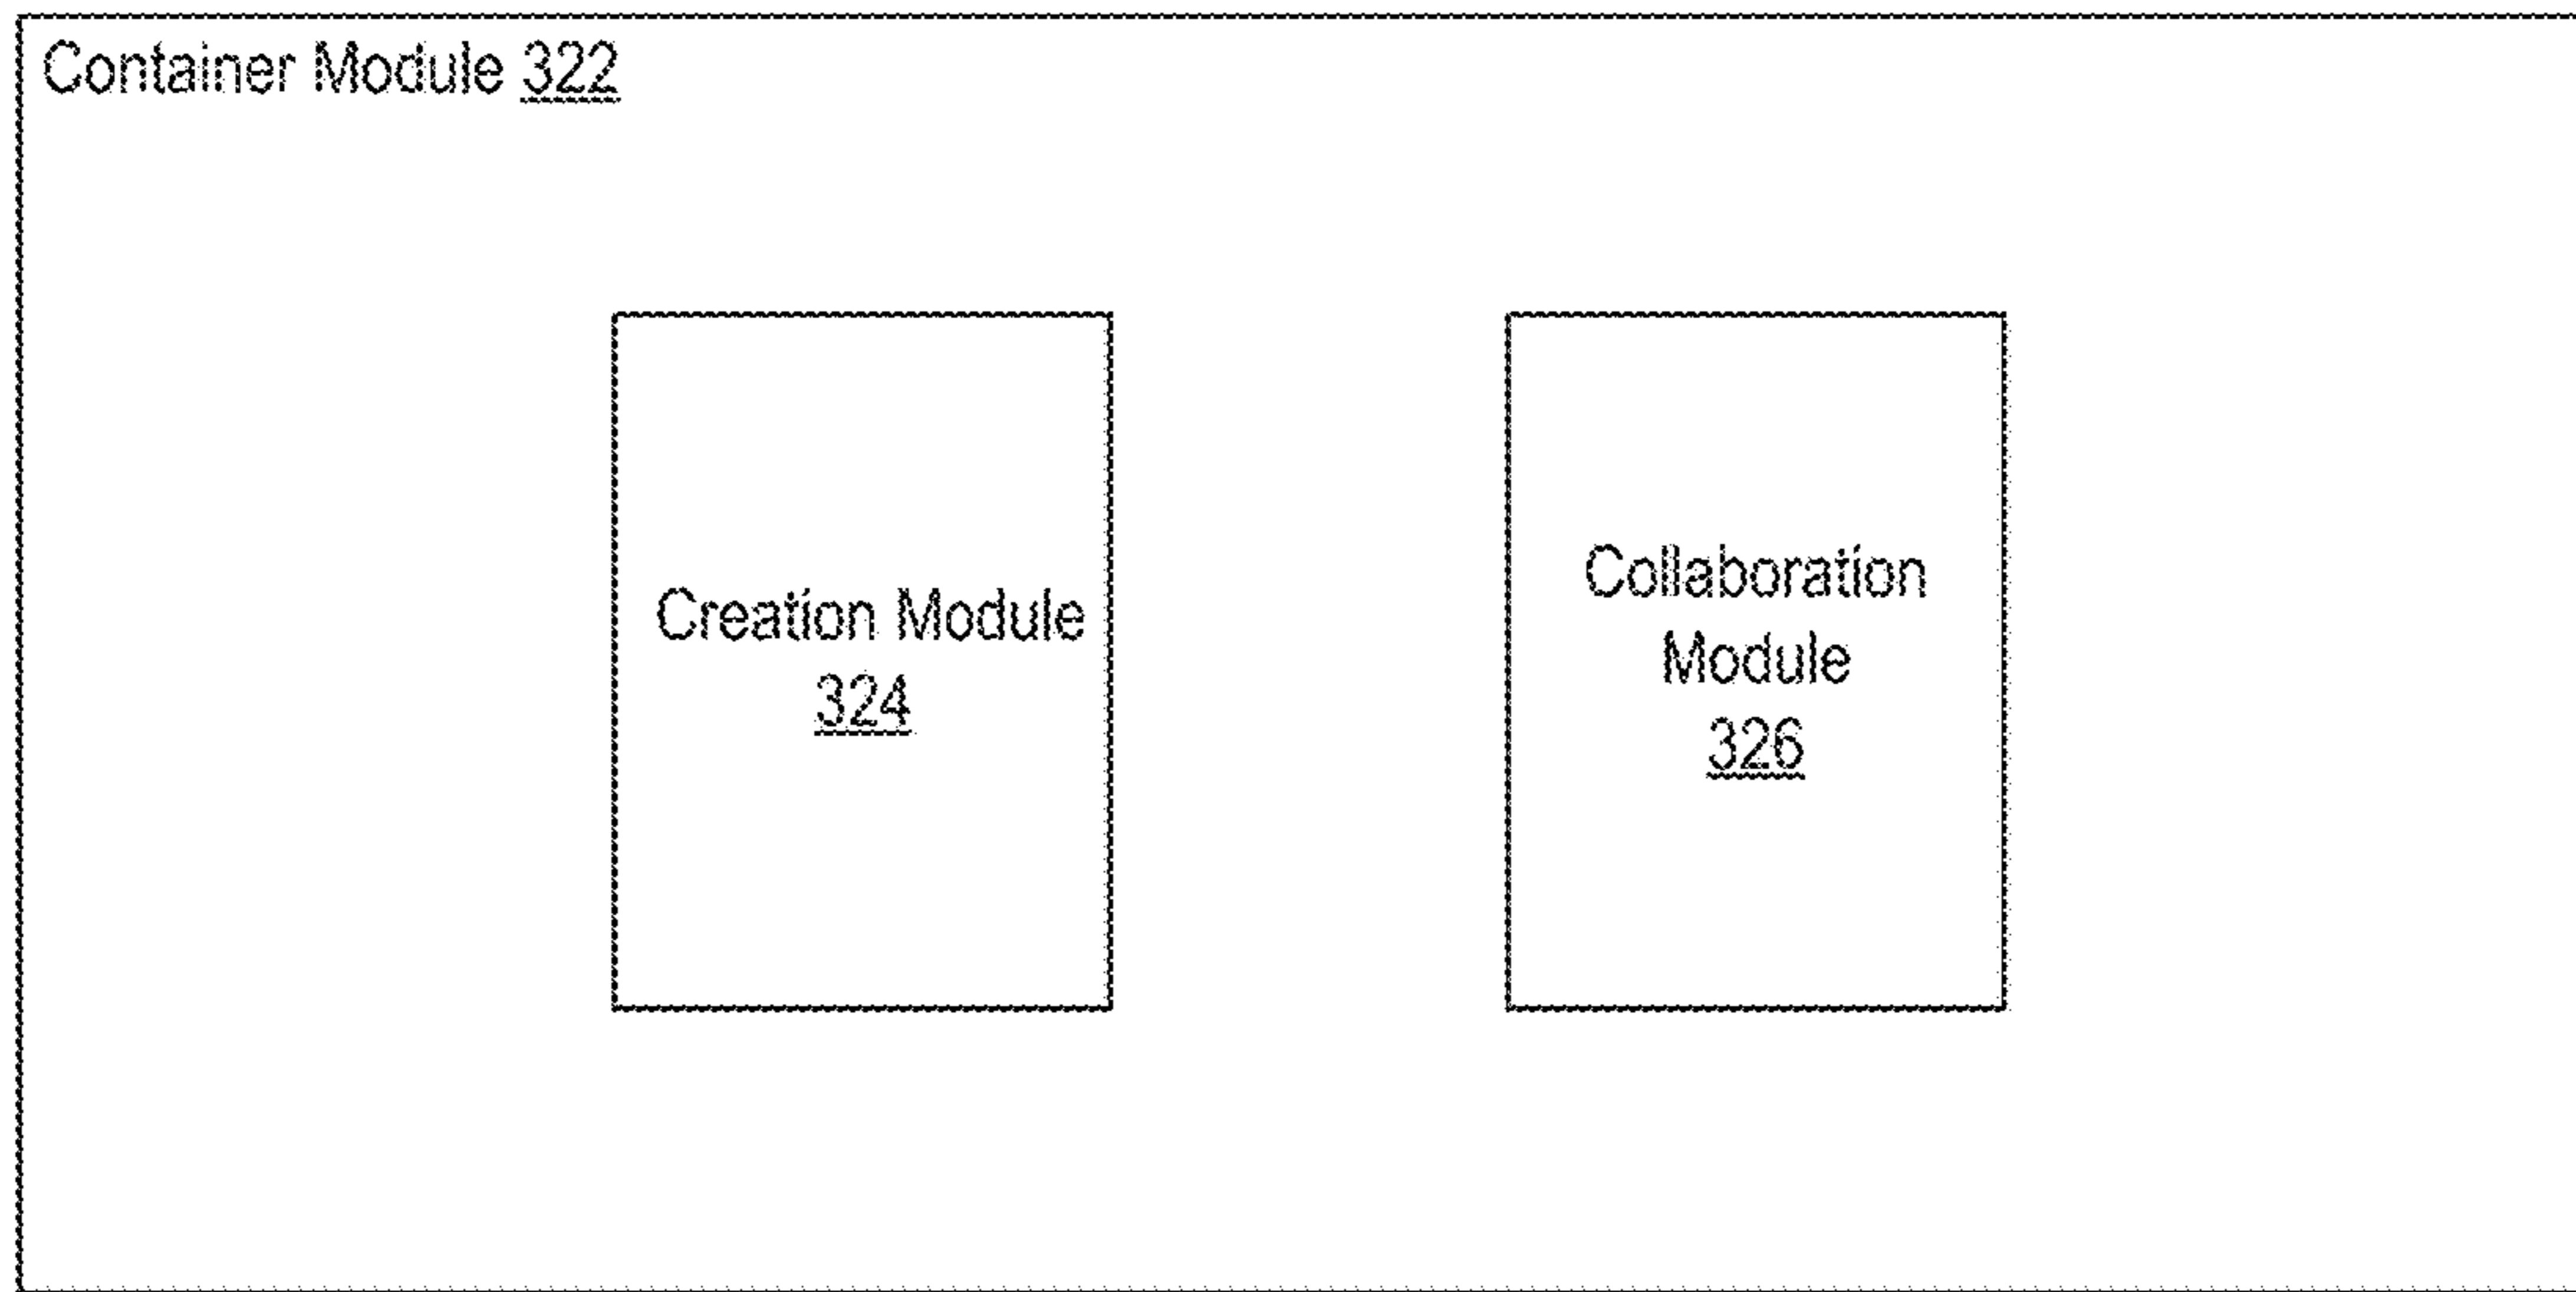 Container Module 322
Creation Module
324
Collaboration
Module
326